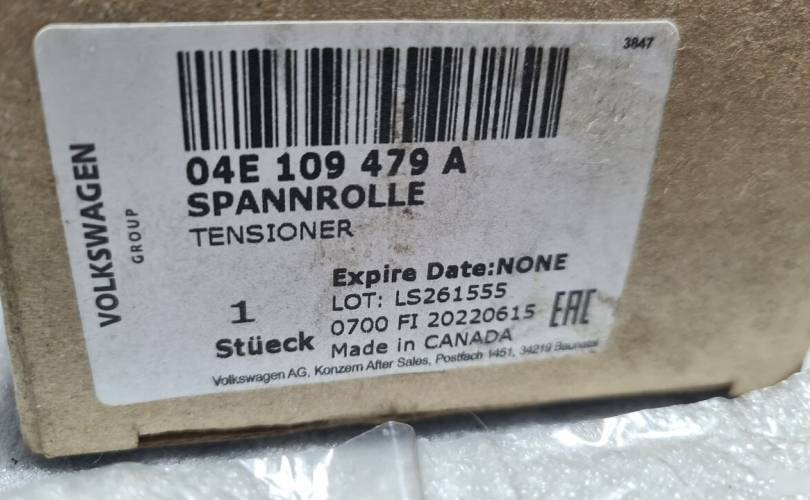 3847
VOLKSWAGEN
GROUP
04E 109 479 A
SPANNROLLE
TENSIONER
1
Stüeck
Expire Date:NONE
LOT: LS261555
0700 FI 20220615
Made in CANADA
EAC
Volkswagen AG, Konzern After Sales, Postfach 1451, 34219 Baunatal